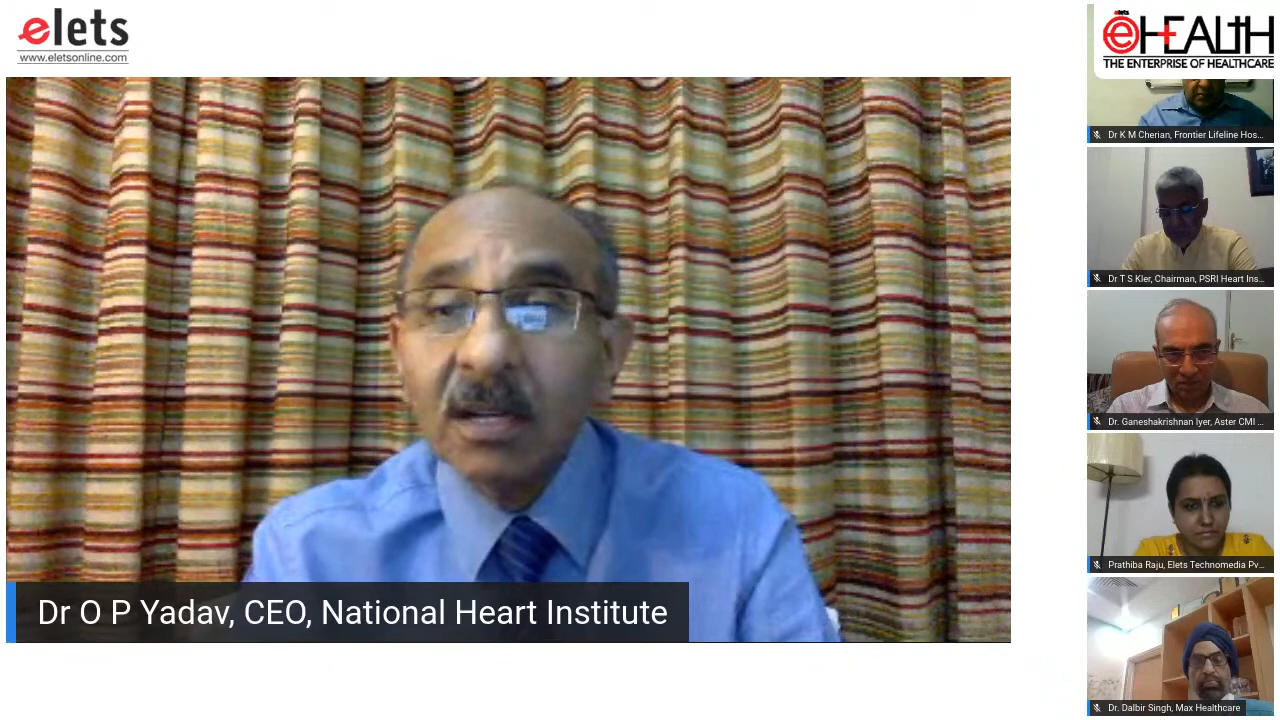 elets
www.eletsonline.com
Dr O P Yadav, CEO, National Heart Institute
elets
eHEALTH
THE ENTERPRISE OF HEALTHCARE
Dr K M Cherian, Frontier Lifeline Hos...
Dr T S Kler, Chairman, PSRI Heart Ins...
Dr. Ganeshakrishnan Iyer, Aster CMI ...
Prathiba Raju, Elets Technomedia Pv...
Dr. Dalbir Singh, Max Healthcare